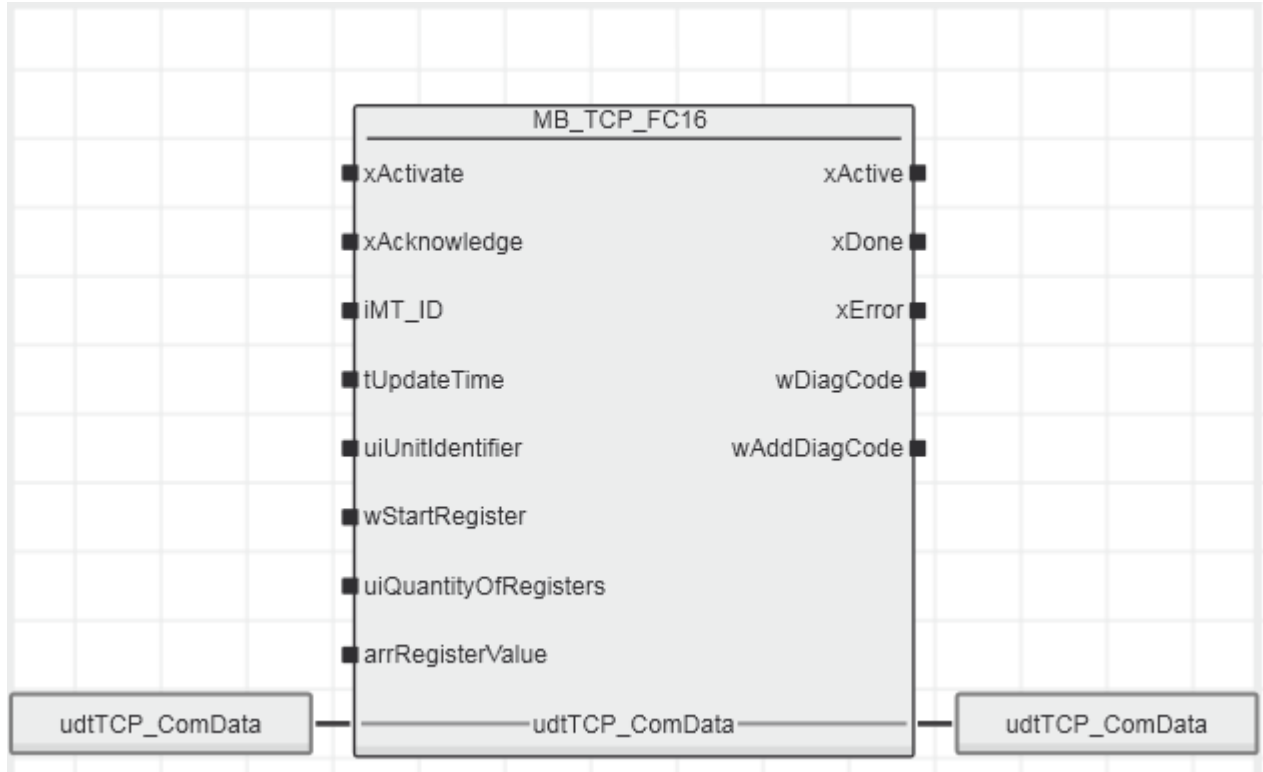 MB_TCP_FC16
xActivate xActive
xAcknowledge xDone
iMT_ID xError
tUpdateTime wDiagCode
uiUnitIdentifier wAddDiagCode
wStartRegister
uiQuantityOfRegisters
arrRegisterValue
udtTCP_ComData udtTCP_ComData udtTCP_ComData